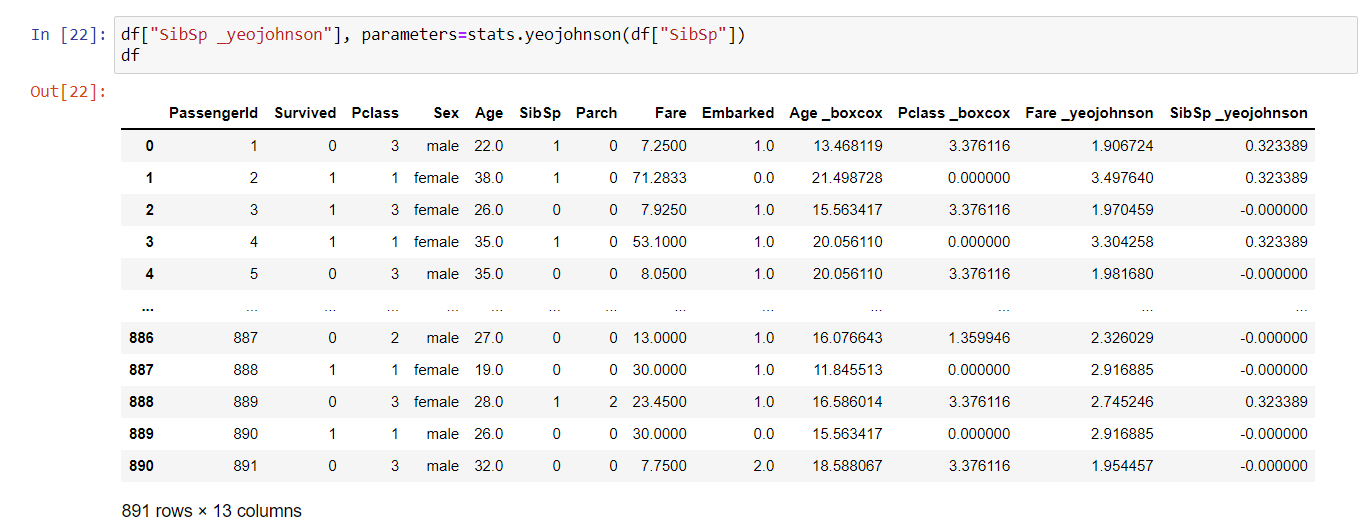 In [22]: df["SibSp _yeojohnson"], parameters=stats.yeojohnson(df["SibSp"])
df
Out[22]:
PassengerId Survived Pclass Sex Age SibSp Parch Fare Embarked Age _boxcox Pclass _boxcox Fare _yeojohnson SibSp _yeojohnson
0 1 0 3 male 22.0 1 0 7.2500 1.0 13.468119 3.376116 1.906724 0.323389
1 2 1 1 female 38.0 1 0 71.2833 0.0 21.498728 0.000000 3.497640 0.323389
2 3 1 3 female 26.0 0 0 7.9250 1.0 15.563417 3.376116 1.970459 -0.000000
3 4 1 1 female 35.0 1 0 53.1000 1.0 20.056110 0.000000 3.304258 0.323389
4 5 0 3 male 35.0 0 0 8.0500 1.0 20.056110 3.376116 1.981680 -0.000000
... ... ... ... ... ... ... ... ... ... ... ... ... ...
886 887 0 2 male 27.0 0 0 13.0000 1.0 16.076643 1.359946 2.326029 -0.000000
887 888 1 1 female 19.0 0 0 30.0000 1.0 11.845513 0.000000 2.916885 -0.000000
888 889 0 3 female 28.0 1 2 23.4500 1.0 16.586014 3.376116 2.745246 0.323389
889 890 1 1 male 26.0 0 0 30.0000 0.0 15.563417 0.000000 2.916885 -0.000000
890 891 0 3 male 32.0 0 0 7.7500 2.0 18.588067 3.376116 1.954457 -0.000000
891 rows × 13 columns